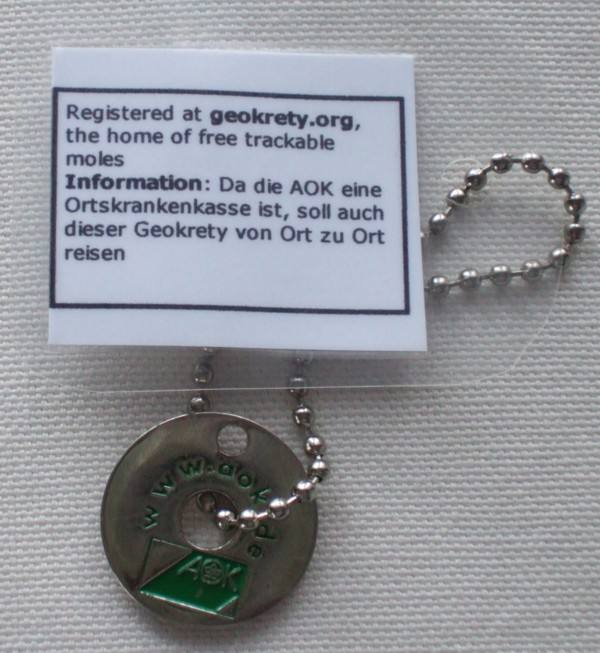 Registered at geokrety.org,
the home of free trackable
moles
Information: Da die AOK eine
Ortskrankenkasse ist, soll auch
dieser Geokrety von Ort zu Ort
reisen
www.aok.de
AOK